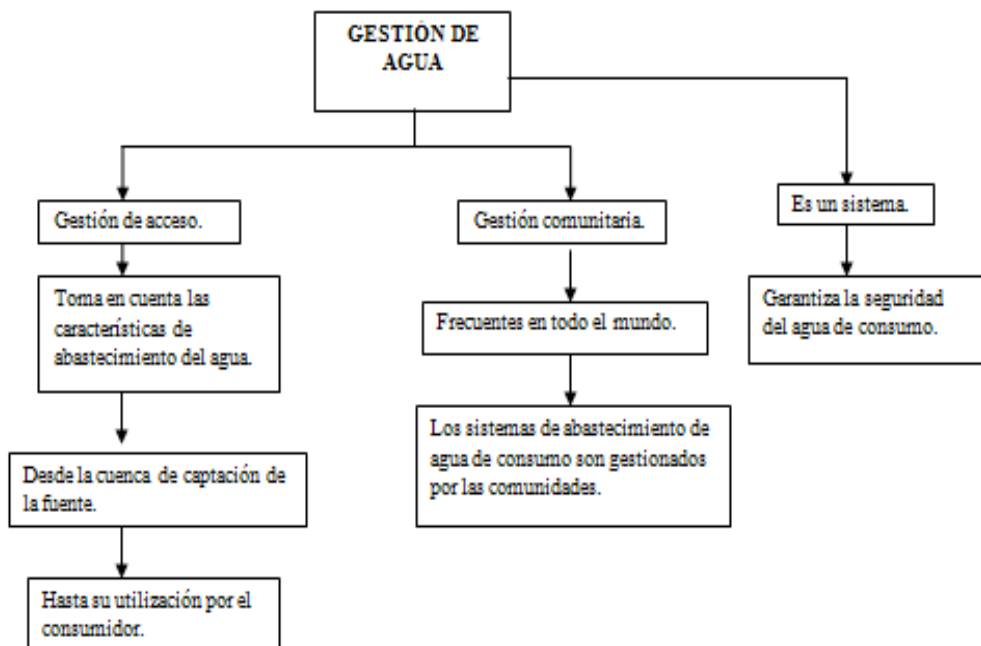 GESTIÓN DE
AGUA
Gestión de acceso.
Toma en cuenta las
características de
abastecimiento del agua.
Desde la cuenca de captación de
la fuente.
Hasta su utilización por el
consumidor.
Gestión comunitaria.
Frecuentes en todo el mundo.
Los sistemas de abastecimiento de
agua de consumo son gestionados
por las comunidades.
Es un sistema.
Garantiza la seguridad
del agua de consumo.